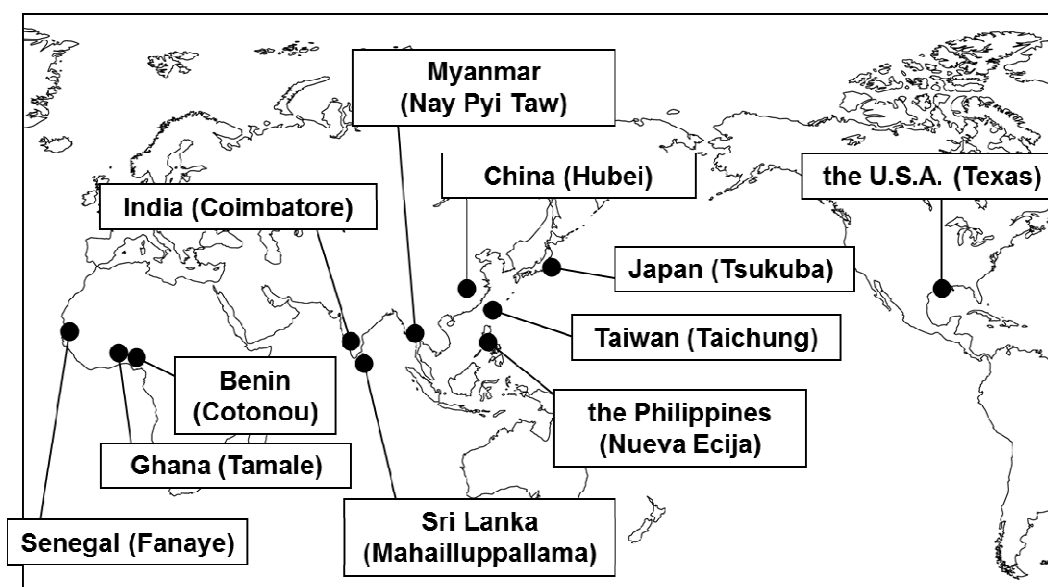 Myanmar
(Nay Pyi Taw)
China (Hubei)
the U.S.A. (Texas)
India (Coimbatore)
Japan (Tsukuba)
Taiwan (Taichung)
Benin
(Cotonou)
the Philippines
(Nueva Ecija)
Ghana (Tamale)
Sri Lanka
(Mahailluppallama)
Senegal (Fanaye)